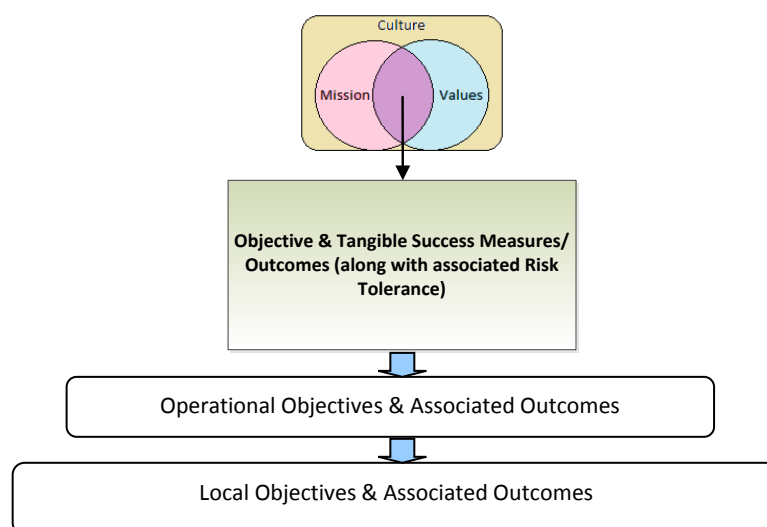 Culture
Mission
Values
Objective & Tangible Success Measures/
Outcomes (along with associated Risk
Tolerance)
Operational Objectives & Associated Outcomes
Local Objectives & Associated Outcomes